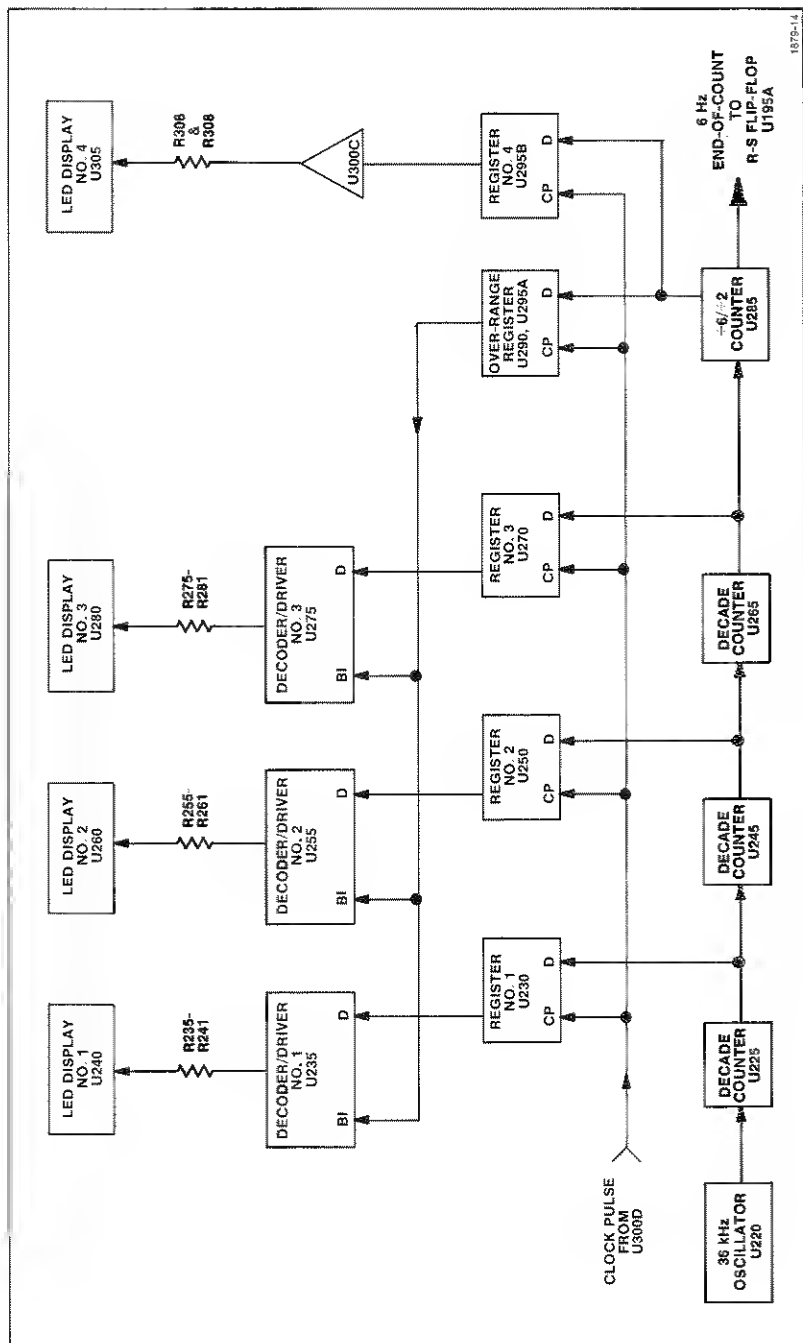 LED DISPLAY
NO. 1
U240
LED DISPLAY
NO. 2
U260
LED DISPLAY
NO. 3
U280
LED DISPLAY
NO. 4
U305
R235-
R241
R255-
R261
R275-
R281
R306
&
R308
DECODER/DRIVER
NO. 1
U235
BI
D
DECODER/DRIVER
NO. 2
U255
BI
D
DECODER/DRIVER
NO. 3
U275
BI
D
U300C
REGISTER
NO. 1
U230
CP
D
REGISTER
NO. 2
U250
CP
D
REGISTER
NO. 3
U270
CP
D
OVER-RANGE
REGISTER
U290, U295A
CP
D
REGISTER
NO. 4
U295B
CP
D
CLOCK PULSE
FROM
U300D
36 kHz
OSCILLATOR
U220
DECADE
COUNTER
U225
DECADE
COUNTER
U245
DECADE
COUNTER
U265
÷6/÷2
COUNTER
U285
6 Hz
END-OF-COUNT
TO
R-S FLIP-FLOP
U195A
1879-14